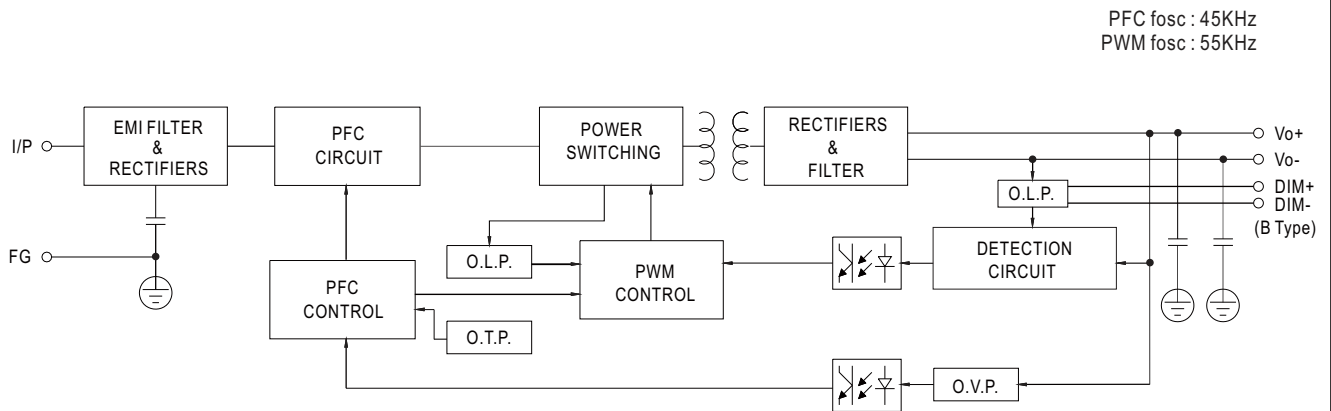 PFC fosc : 45KHz
PWM fosc : 55KHz
I/P
EMI FILTER
&
RECTIFIERS
PFC
CIRCUIT
POWER
SWITCHING
RECTIFIERS
&
FILTER
Vo+
Vo-
DIM+
DIM-
(B Type)
O.L.P.
FG
O.L.P.
PWM
CONTROL
DETECTION
CIRCUIT
PFC
CONTROL
O.T.P.
O.V.P.